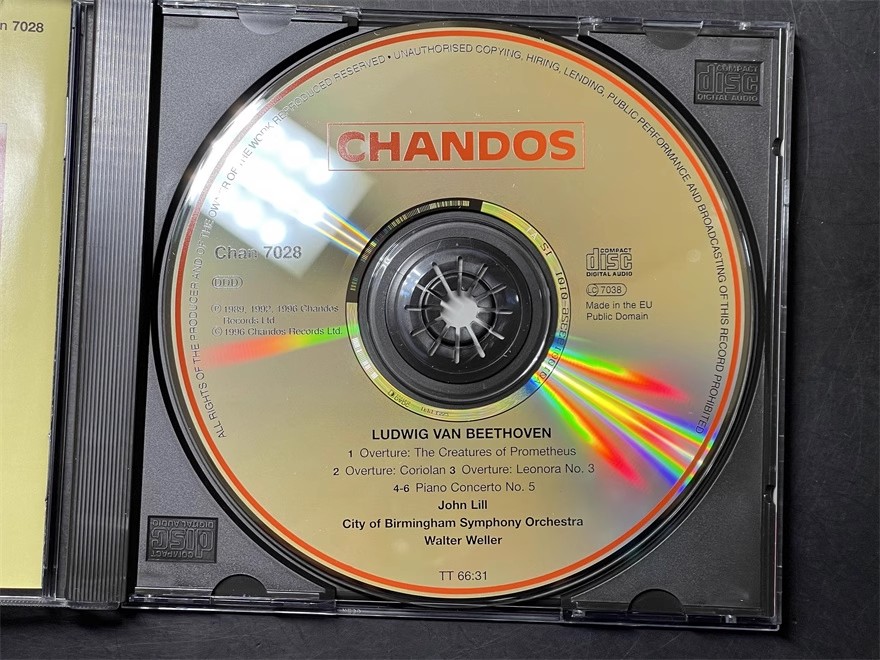 n 7028
ALL RIGHTS OF THE PRODUCER AND OF THE OWNER OF THE WORK REPRODUCED RESERVED • UNAUTHORISED COPYING, HIRING, LENDING, PUBLIC PERFORMANCE AND BROADCASTING OF THIS RECORD PROHIBITED
COMPACT
disc
DIGITAL AUDIO
CHANDOS
Chan 7028
DDD
℗ 1989, 1992, 1996 Chandos
Records Ltd.
© 1996 Chandos Records Ltd.
COMPACT
disc
DIGITAL AUDIO
LC 7038
Made in the EU
Public Domain
LUDWIG VAN BEETHOVEN
1 Overture: The Creatures of Prometheus
2 Overture: Coriolan 3 Overture: Leonora No. 3
4-6 Piano Concerto No. 5
John Lill
City of Birmingham Symphony Orchestra
Walter Weller
TT 66:31
COMPACT
disc
DIGITAL AUDIO